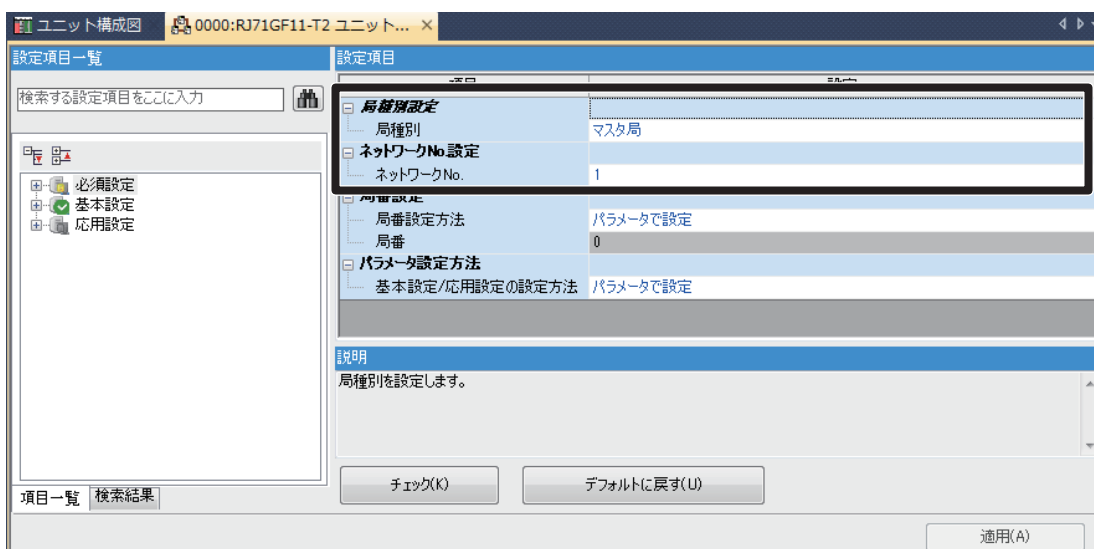 ユニット構成図
0000:RJ71GF11-T2 ユニット...
設定項目一覧
検索する設定項目をここに入力
必須設定
基本設定
応用設定
項目一覧 検索結果
設定項目
局種別設定
局種別 マスタ局
ネットワークNo.設定
ネットワークNo. 1
局番設定
局番設定方法 パラメータで設定
局番 0
パラメータ設定方法
基本設定/応用設定の設定方法 パラメータで設定
説明
局種別を設定します。
チェック(K) デフォルトに戻す(U)
適用(A)